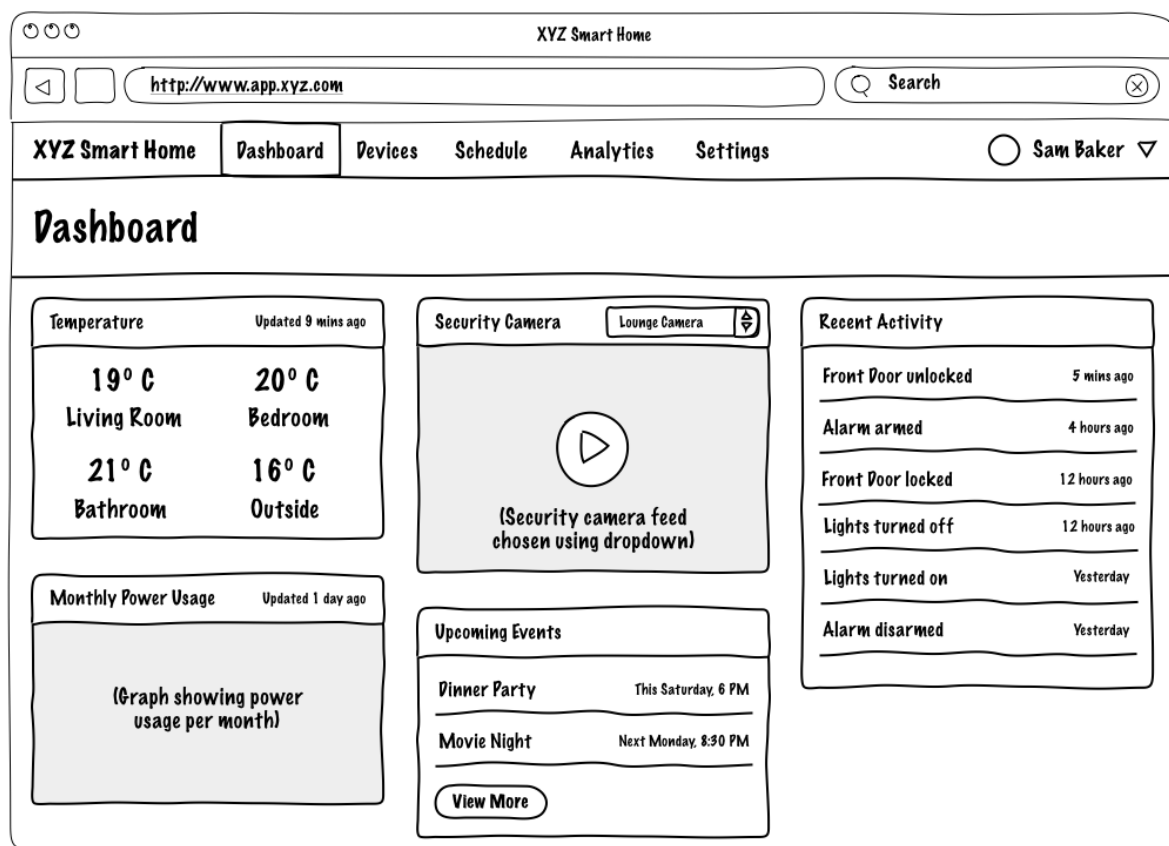 XYZ Smart Home
http://www.app.xyz.com
Search
XYZ Smart Home
Dashboard
Devices
Schedule
Analytics
Settings
Sam Baker
Dashboard
Temperature
Updated 9 mins ago
19º C
Living Room
20º C
Bedroom
21º C
Bathroom
16º C
Outside
Monthly Power Usage
Updated 1 day ago
(Graph showing power
usage per month)
Security Camera
Lounge Camera
(Security camera feed
chosen using dropdown)
Upcoming Events
Dinner Party
This Saturday, 6 PM
Movie Night
Next Monday, 8:30 PM
View More
Recent Activity
Front Door unlocked
5 mins ago
Alarm armed
4 hours ago
Front Door locked
12 hours ago
Lights turned off
12 hours ago
Lights turned on
Yesterday
Alarm disarmed
Yesterday